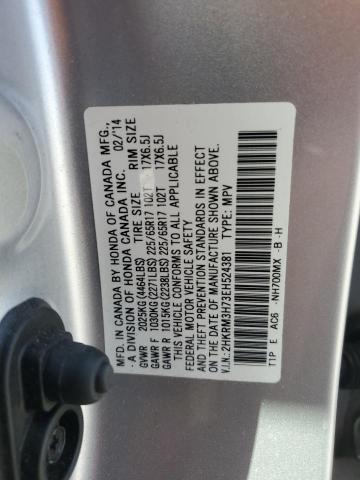 MFD. IN CANADA BY HONDA OF CANADA MFG.,
A DIVISION OF HONDA CANADA INC. 02/'14
TIRE SIZE RIM SIZE
GVWR 2025KG(4464LBS)
GAWR F 1030KG(2271LBS) 225/65R17 102T 17X6.5J
GAWR R 1015KG(2238LBS) 225/65R17 102T 17X6.5J
THIS VEHICLE CONFORMS TO ALL APPLICABLE
FEDERAL MOTOR VEHICLE SAFETY
AND THEFT PREVENTION STANDARDS IN EFFECT
ON THE DATE OF MANUFACTURE SHOWN ABOVE.
V.I.N: 2HKRM3H73EH524381 TYPE: MPV
T1P E AC6 -NH700MX -B -H